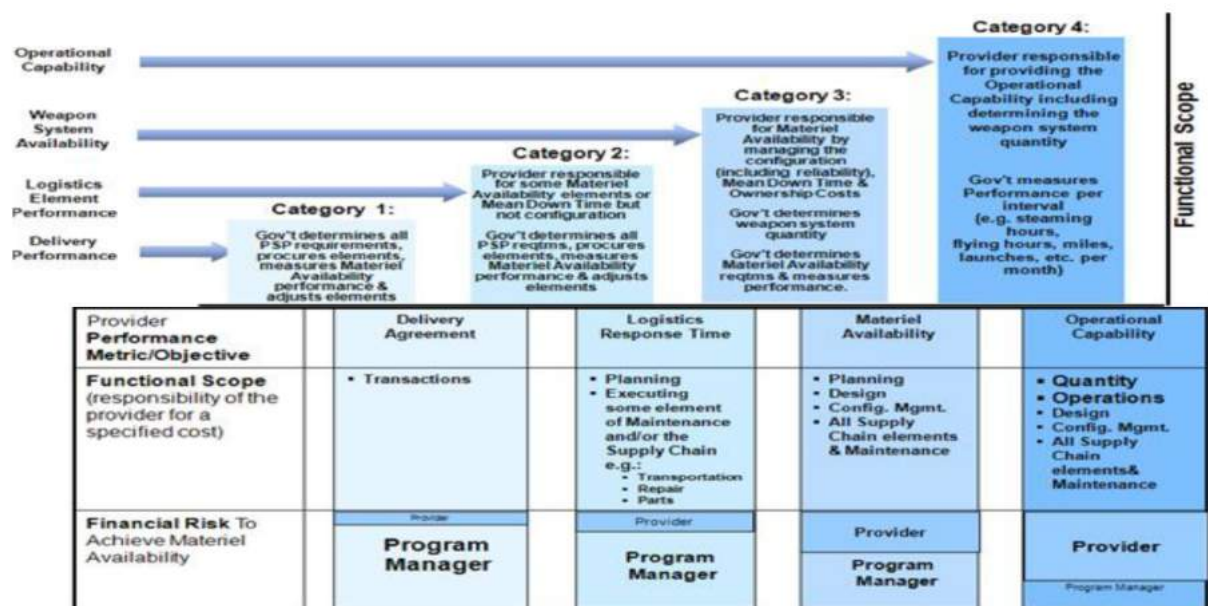 Category 4:
Operational
Capability
Provider responsible
for providing the
Operational
Capability including
determining the
weapon system
quantity
Gov't measures
Performance per
interval
(e.g. steaming
hours,
flying hours, miles,
launches, etc. per
month)
Functional Scope
Weapon
System
Availability
Category 3:
Provider responsible
for Materiel
Availability by
managing the
configuration
(including reliability),
Mean Down Time &
Ownership Costs
Gov't determines
weapon system
quantity
Gov't determines
Materiel Availability
reqtms & measures
performance.
Logistics
Element
Performance
Category 2:
Provider responsible
for some Materiel
Availability elements or
Mean Down Time but
not configuration
Gov't determines all
PSP reqtms, procures
elements, measures
Materiel Availability
performance & adjusts
elements
Delivery
Performance
Category 1:
Gov't determines all
PSP requirements,
procures elements,
measures Materiel
Availability
performance &
adjusts elements
Provider
Performance
Metric/Objective
Delivery
Agreement
Logistics
Response Time
Materiel
Availability
Operational
Capability
Functional Scope
(responsibility of the
provider for a
specified cost)
▪ Transactions
▪ Planning
▪ Executing
some element
of Maintenance
and/or the
Supply Chain
e.g.:
▪ Transportation
▪ Repair
▪ Parts
▪ Planning
▪ Design
▪ Config. Mgmt.
▪ All Supply
Chain elements
& Maintenance
▪ Quantity
▪ Operations
▪ Design
▪ Config. Mgmt.
▪ All Supply
Chain
elements&
Maintenance
Financial Risk To
Achieve Materiel
Availability
Provider
Program
Manager
Provider
Program
Manager
Provider
Program
Manager
Provider
Program Manager